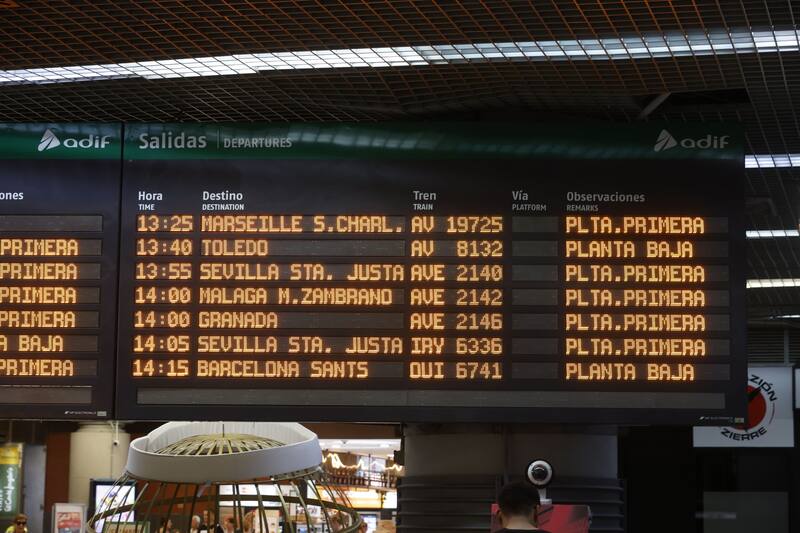 adif
Salidas DEPARTURES
adif
ones
Hora Destino Tren Vía Observaciones
TIME DESTINATION TRAIN PLATFORM REMARKS
13:25 MARSEILLE S.CHARL. AV 19725 PLTA.PRIMERA
PRIMERA
13:40 TOLEDO AV 8132 PLANTA BAJA
PRIMERA
13:55 SEVILLA STA. JUSTA AVE 2140 PLTA.PRIMERA
PRIMERA
14:00 MALAGA M.ZAMBRANO AVE 2142 PLTA.PRIMERA
PRIMERA
14:00 GRANADA AVE 2146 PLTA.PRIMERA
A BAJA
14:05 SEVILLA STA. JUSTA IRY 6336 PLTA.PRIMERA
PRIMERA
14:15 BARCELONA SANTS OUI 6741 PLANTA BAJA
ZIERRE